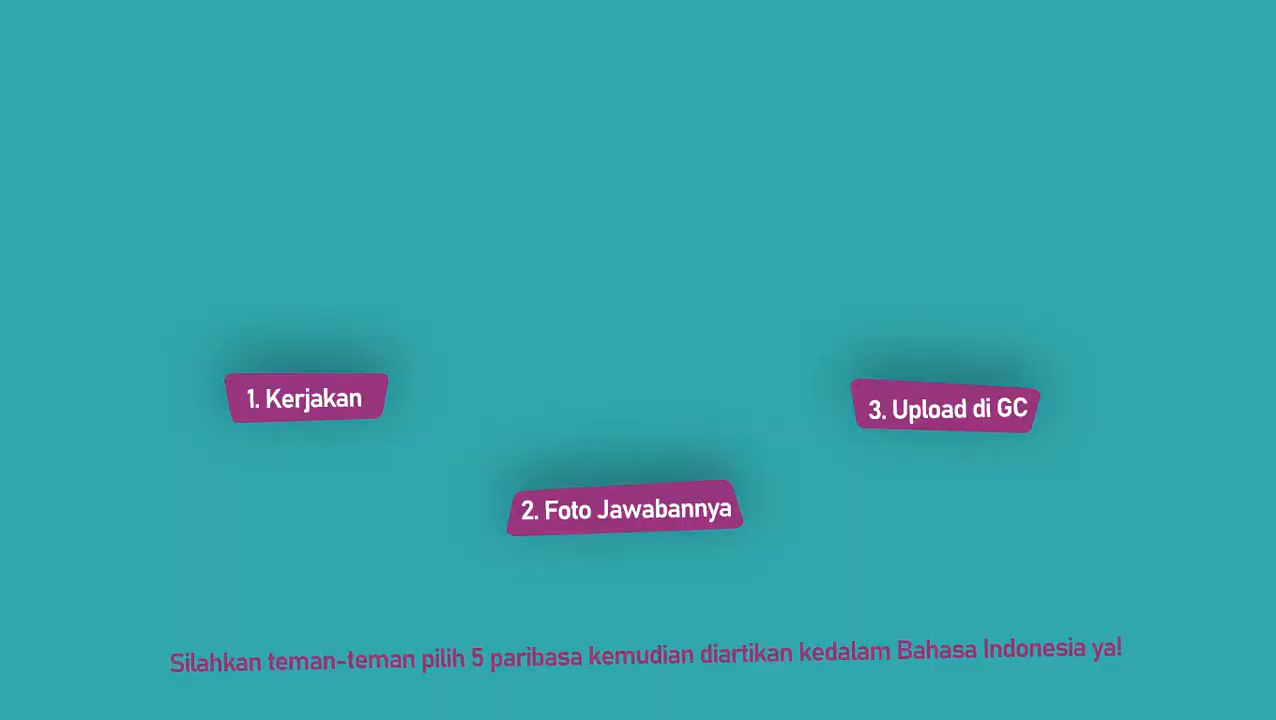 1. Kerjakan
3. Upload di GC
2. Foto Jawabannya
Silahkan teman-teman pilih 5 paribasa kemudian diartikan kedalam Bahasa Indonesia ya!